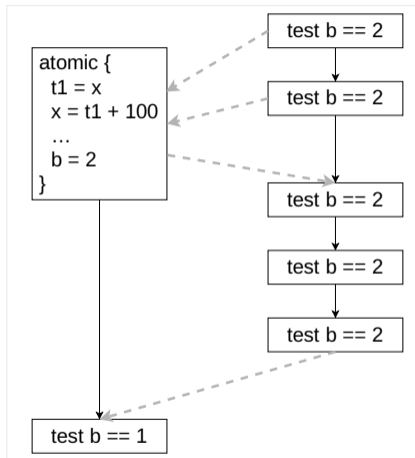 test b == 2
atomic {
t1 = x
x = t1 + 100
...
b = 2
}
test b == 2
test b == 2
test b == 2
test b == 2
test b == 1